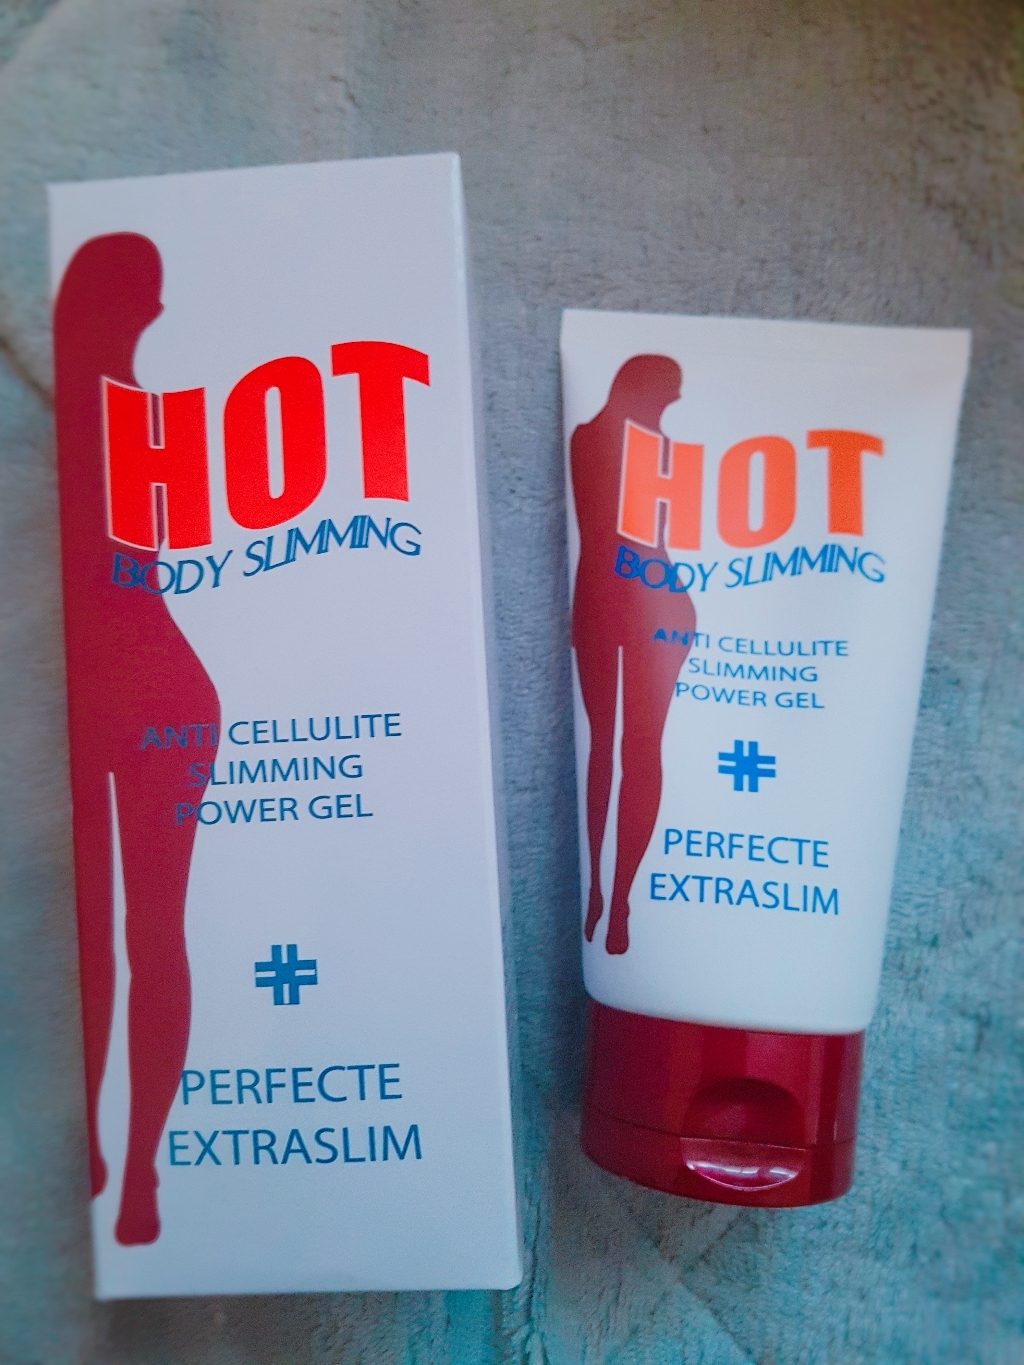 HOT
BODY SLIMMING
ANTI CELLULITE
SLIMMING
POWER GEL
PERFECTE
EXTRASLIM
HOT
BODY SLIMMING
ANTI CELLULITE
SLIMMING
POWER GEL
PERFECTE
EXTRASLIM